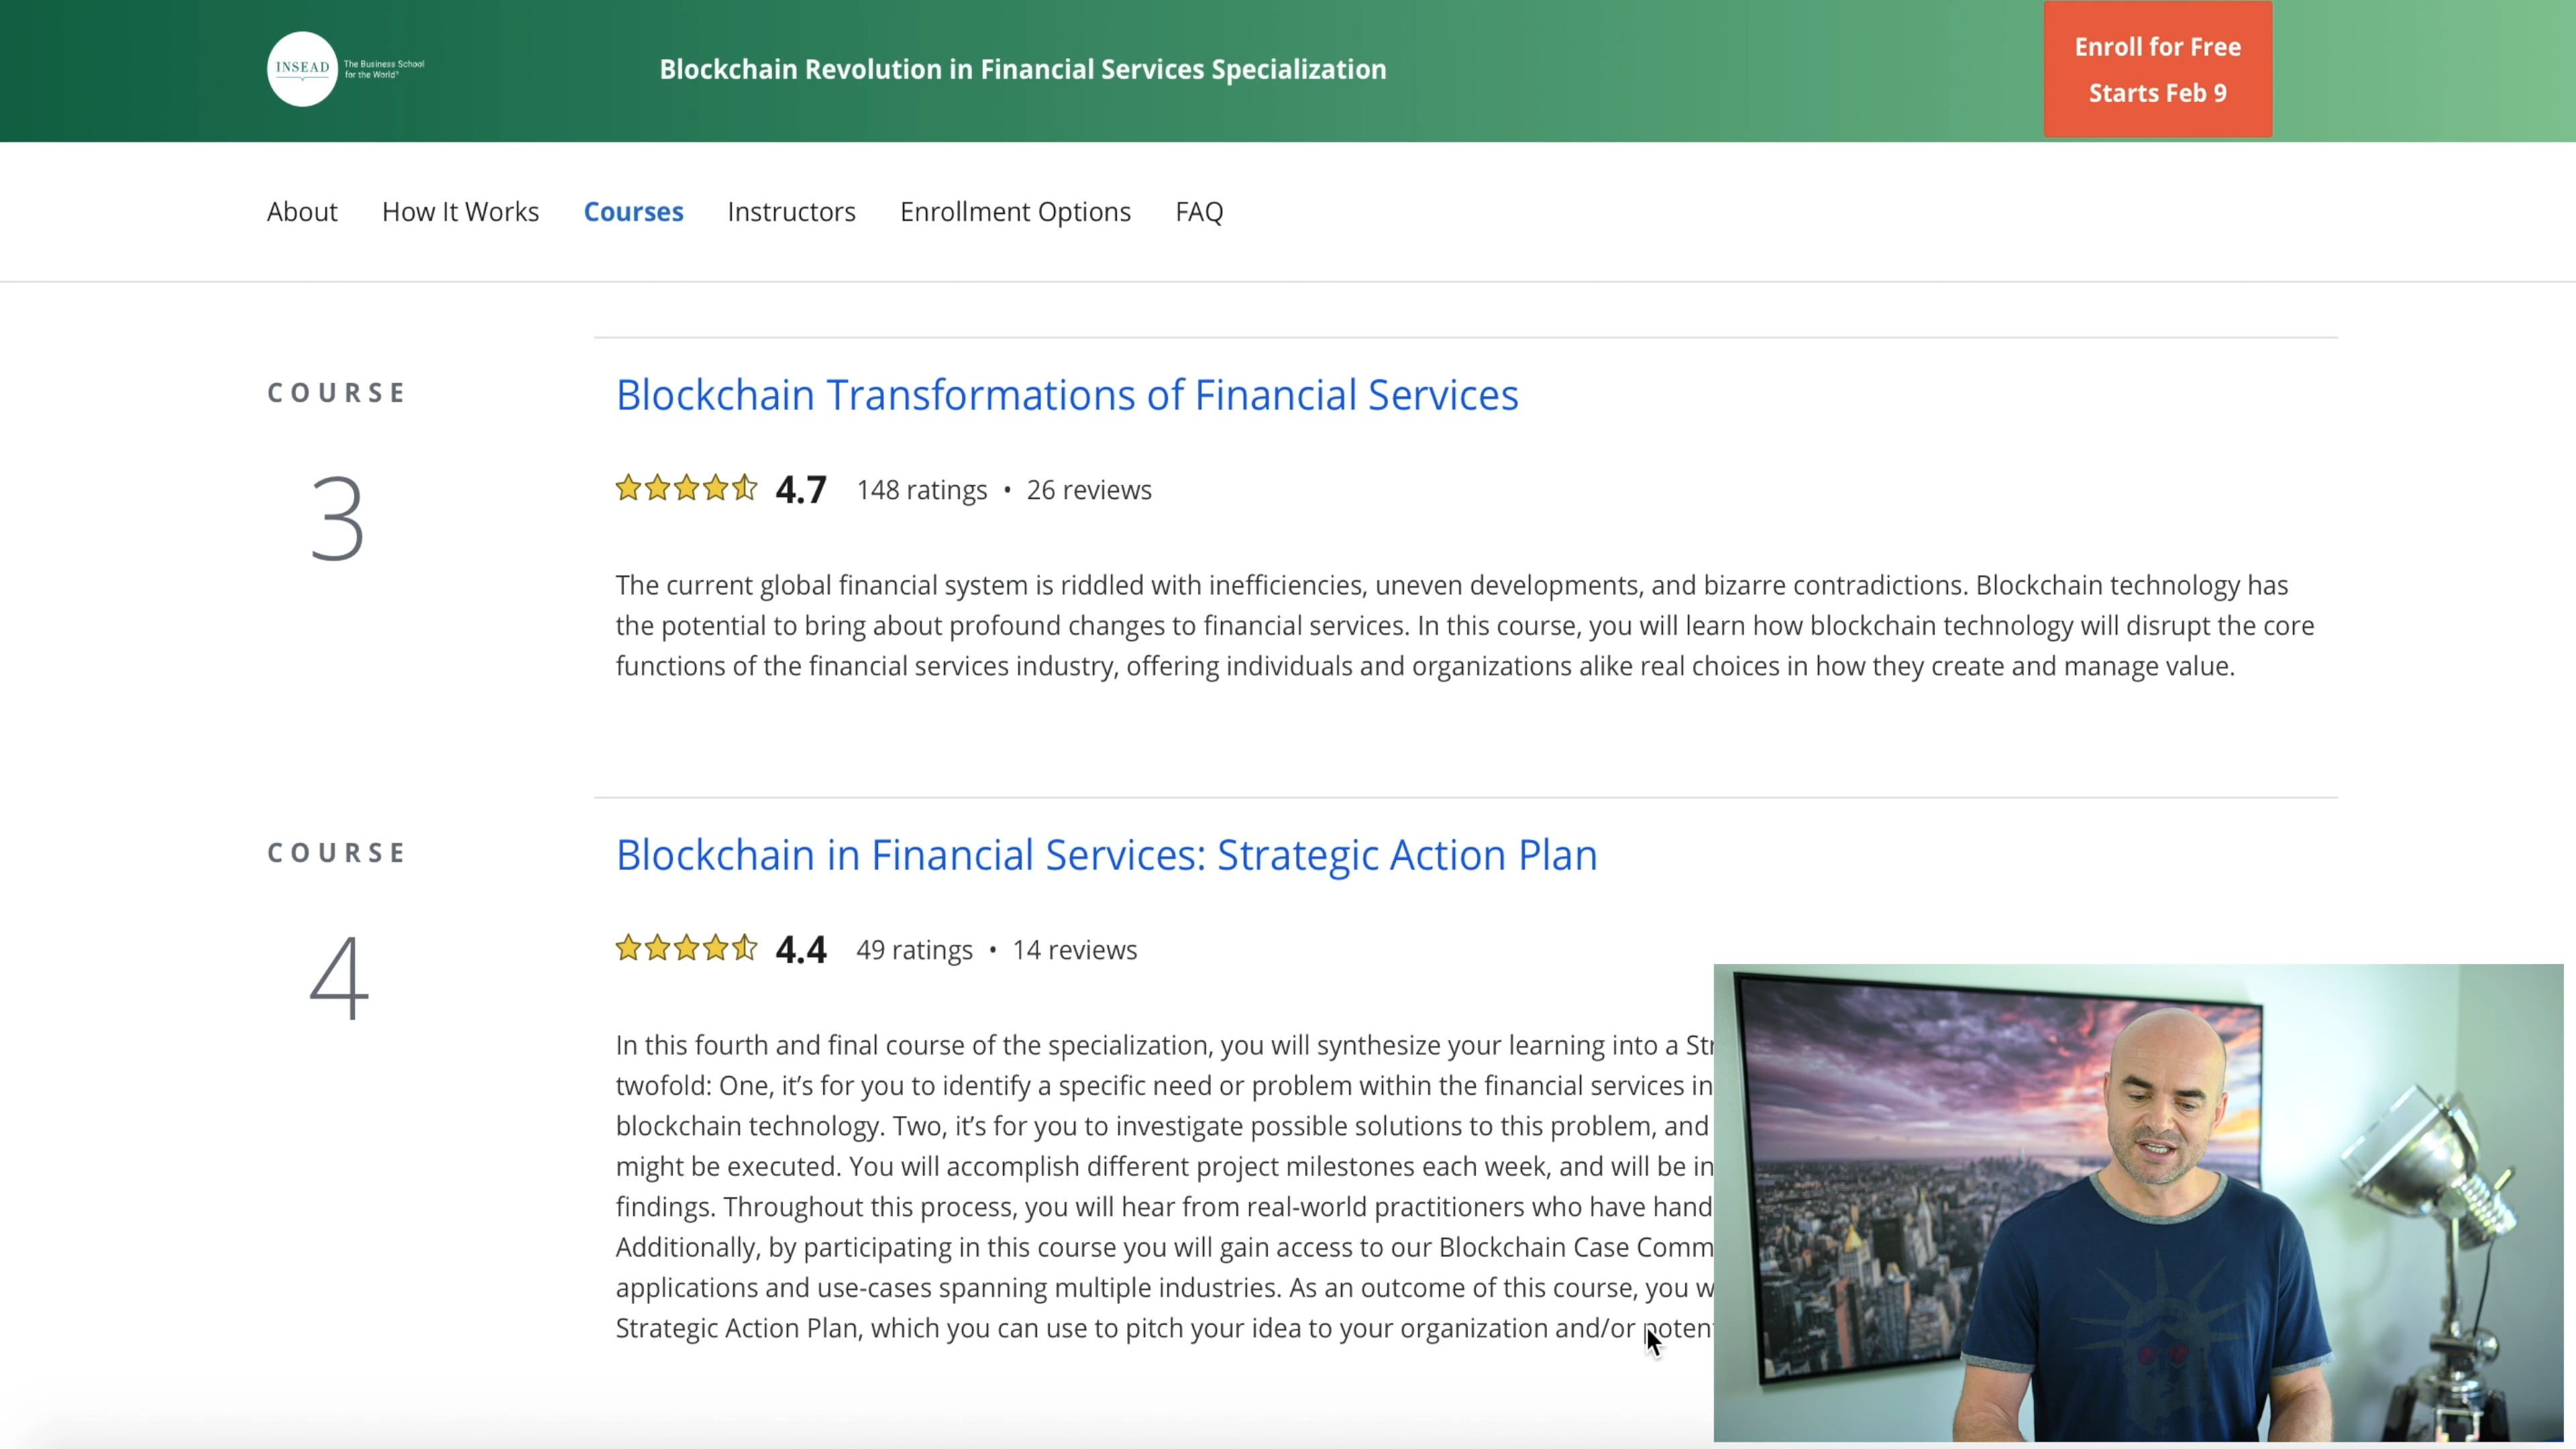 INSEAD
The Business School
for the World®
Blockchain Revolution in Financial Services Specialization
Enroll for Free
Starts Feb 9
About
How It Works
Courses
Instructors
Enrollment Options
FAQ
COURSE
3
Blockchain Transformations of Financial Services
4.7 148 ratings • 26 reviews
The current global financial system is riddled with inefficiencies, uneven developments, and bizarre contradictions. Blockchain technology has
the potential to bring about profound changes to financial services. In this course, you will learn how blockchain technology will disrupt the core
functions of the financial services industry, offering individuals and organizations alike real choices in how they create and manage value.
COURSE
4
Blockchain in Financial Services: Strategic Action Plan
4.4 49 ratings • 14 reviews
In this fourth and final course of the specialization, you will synthesize your learning into a
twofold: One, it’s for you to identify a specific need or problem within the financial services
blockchain technology. Two, it’s for you to investigate possible solutions to this problem, and
might be executed. You will accomplish different project milestones each week, and will be
findings. Throughout this process, you will hear from real-world practitioners who have
Additionally, by participating in this course you will gain access to our Blockchain Case
applications and use-cases spanning multiple industries. As an outcome of this course, you
Strategic Action Plan, which you can use to pitch your idea to your organization and/or